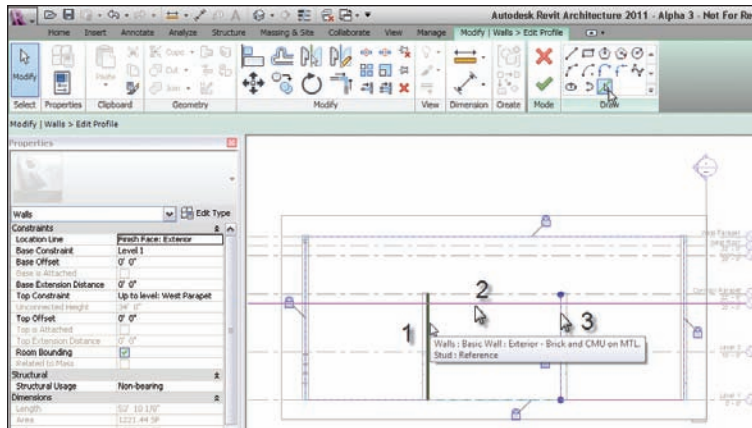 Autodesk Revit Architecture 2011 - Alpha 3 - Not For Re
Home Insert Annotate Analyze Structure Massing & Site Collaborate View Manage Modify | Walls > Edit Profile
Modify Paste Cope Cut Join
Select Properties Clipboard Geometry Modify View Dimension Create Mode Draw
Modify | Walls > Edit Profile
Properties
Walls Edit Type
Constraints
Location Line Finish Face: Exterior
Base Constraint Level 1
Base Offset 0' 0"
Base is Attached
Base Extension Distance 0' 0"
Top Constraint Up to level: West Parapet
Unconnected Height 34' 0"
Top Offset 0' 0"
Top is Attached
Top Extension Distance 0' 0"
Room Bounding
Related to Mass
Structural
Structural Usage Non-bearing
Dimensions
Length 52' 10 1/8"
Area 1221.44 SF
1
2
3
Walls : Basic Wall : Exterior - Brick and CMU on MTL.
Stud : Reference